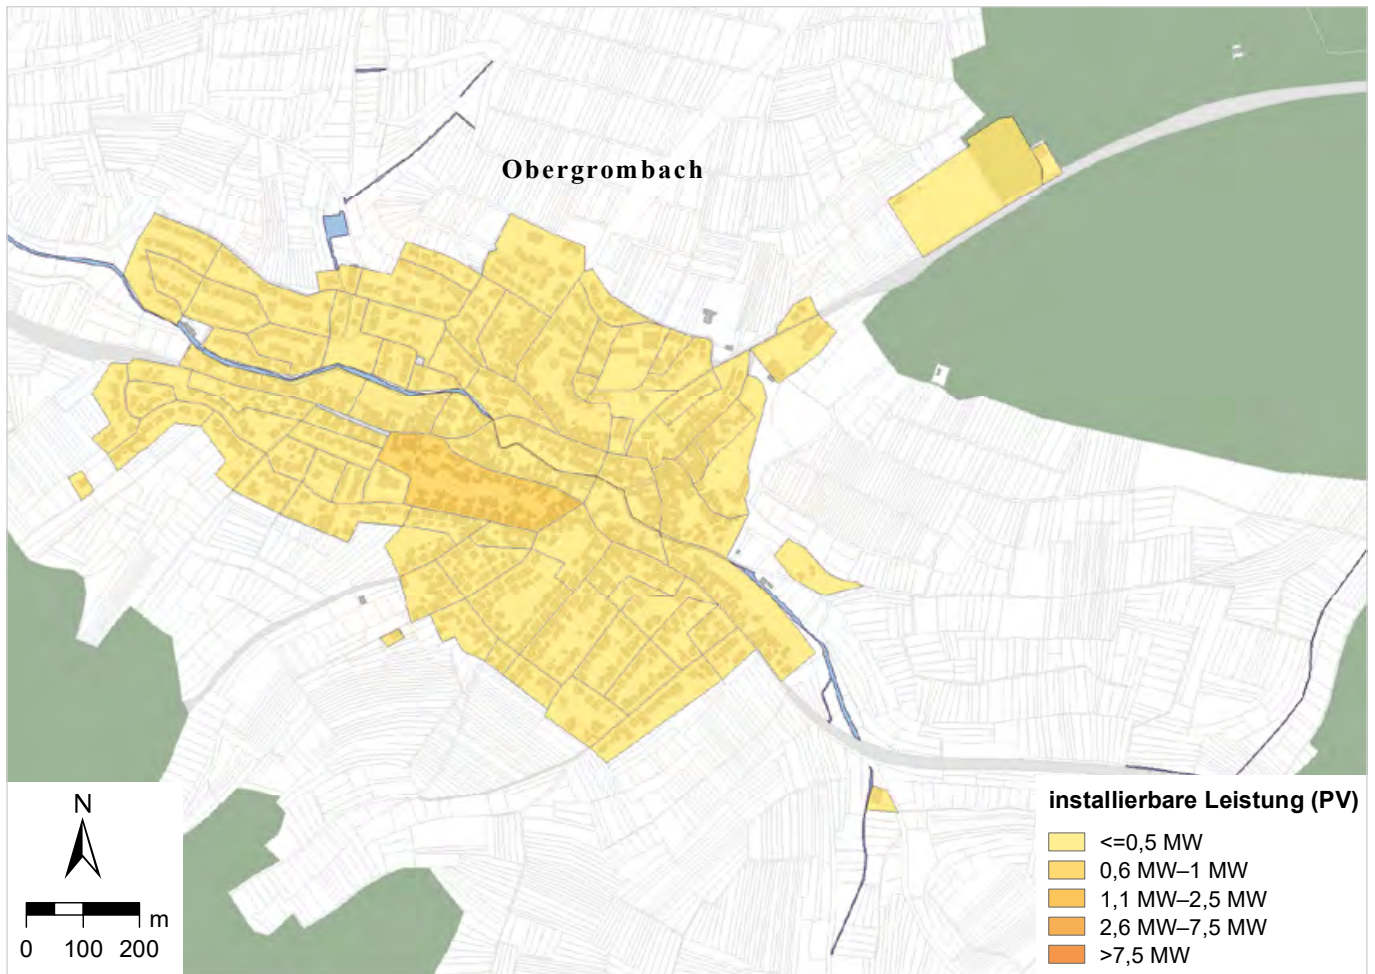 Obergrombach
N
m
0 100 200
installierbare Leistung (PV)
<=0,5 MW
0,6 MW–1 MW
1,1 MW–2,5 MW
2,6 MW–7,5 MW
>7,5 MW